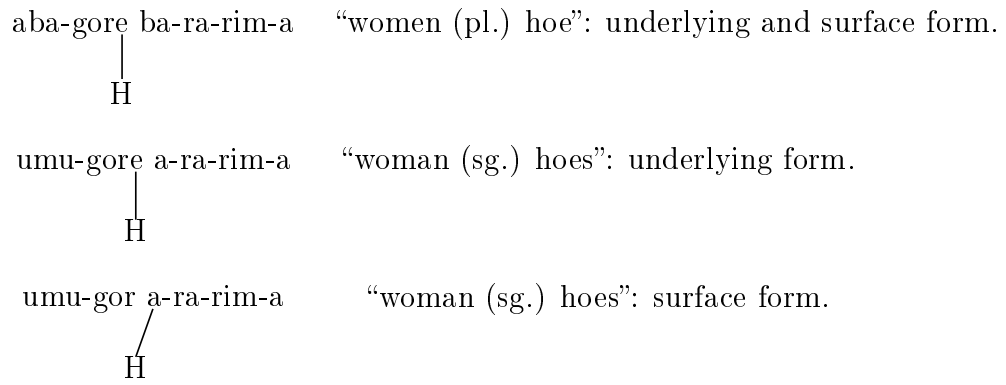 aba-gore ba-ra-rim-a “women (pl.) hoe”: underlying and surface form.
H
umu-gore a-ra-rim-a “woman (sg.) hoes”: underlying form.
H
umu-gor a-ra-rim-a “woman (sg.) hoes”: surface form.
H